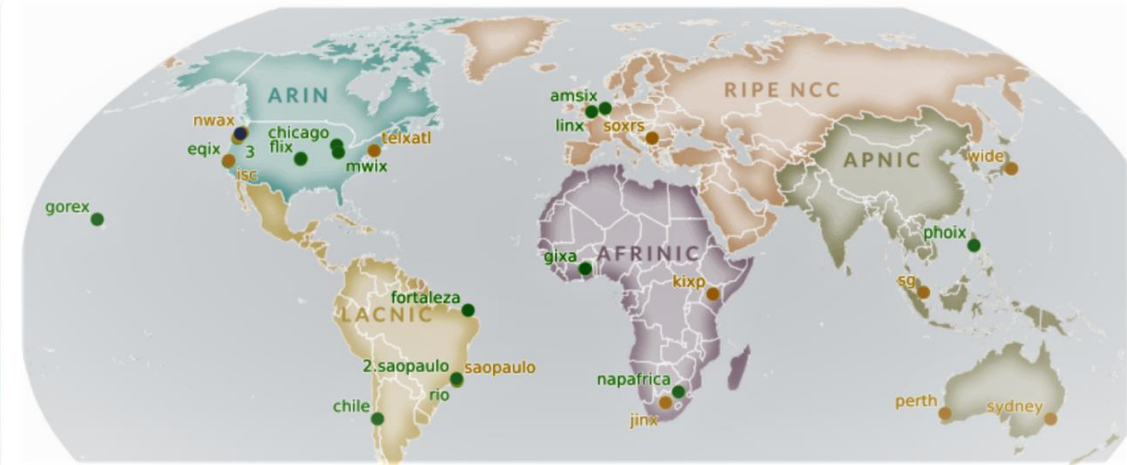 ARIN
RIPE NCC
amsix
nwax
chicago
linx
soxrs
telxatl
flix
eqix
3
mwix
APNIC
wide
isc
gorex
phoix
gixa
AFRINIC
kixp
sg
fortaleza
LACNIC
2.saopaulo
saopaulo
rio
napafrica
chile
jinx
perth
sydney